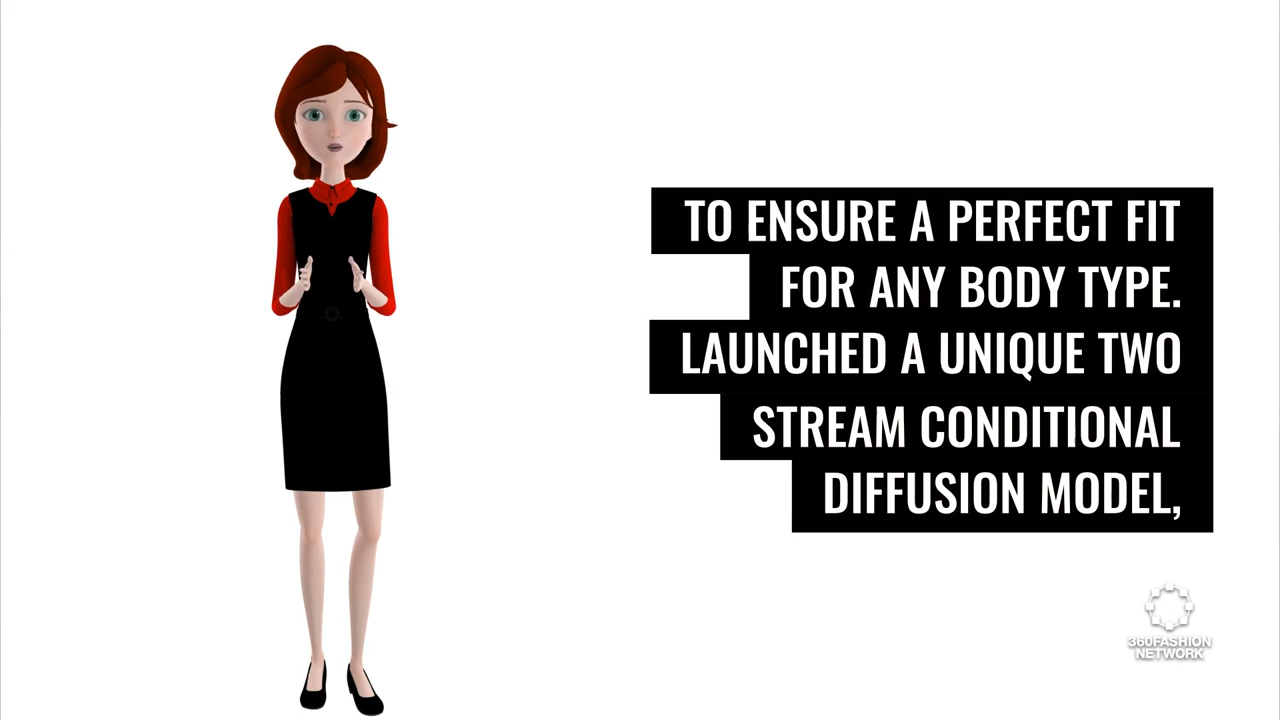 TO ENSURE A PERFECT FIT
FOR ANY BODY TYPE.
LAUNCHED A UNIQUE TWO
STREAM CONDITIONAL
DIFFUSION MODEL,
360FASHION
NETWORK